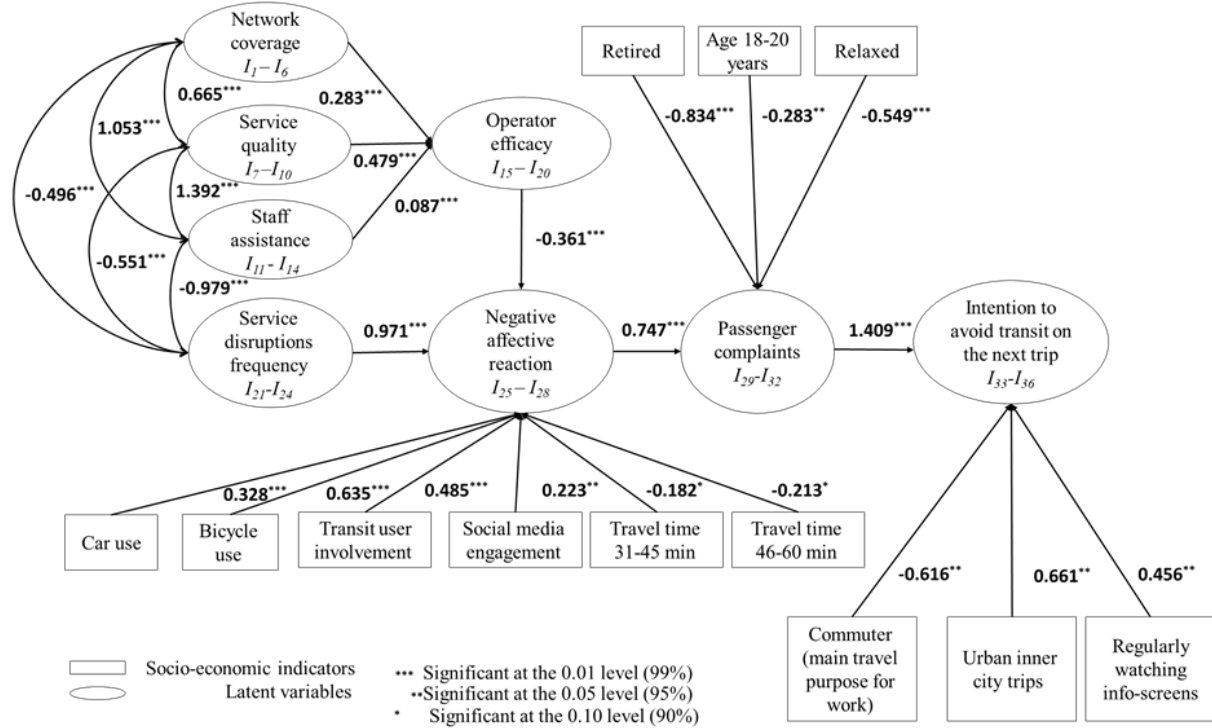 Network
coverage
I1 – I6
Retired
Age 18-20
years
Relaxed
0.665***
0.283***
1.053***
-0.834***
-0.283**
-0.549***
Service
quality
I7–I10
Operator
efficacy
I15 – I20
0.479***
-0.496***
1.392***
0.087***
Staff
assistance
I11- I14
-0.361***
-0.551***
-0.979***
Service
disruptions
frequency
I21-I24
0.971***
Negative
affective
reaction
I25 – I28
0.747***
Passenger
complaints
I29-I32
1.409***
Intention to
avoid transit on
the next trip
I33-I36
0.328***
0.635***
0.485***
0.223**
-0.182*
-0.213*
Car use
Bicycle
use
Transit user
involvement
Social media
engagement
Travel time
31-45 min
Travel time
46-60 min
-0.616**
0.661**
0.456**
Commuter
(main travel
purpose for
work)
Urban inner
city trips
Regularly
watching
info-screens
Socio-economic indicators
Latent variables
*** Significant at the 0.01 level (99%)
**Significant at the 0.05 level (95%)
* Significant at the 0.10 level (90%)